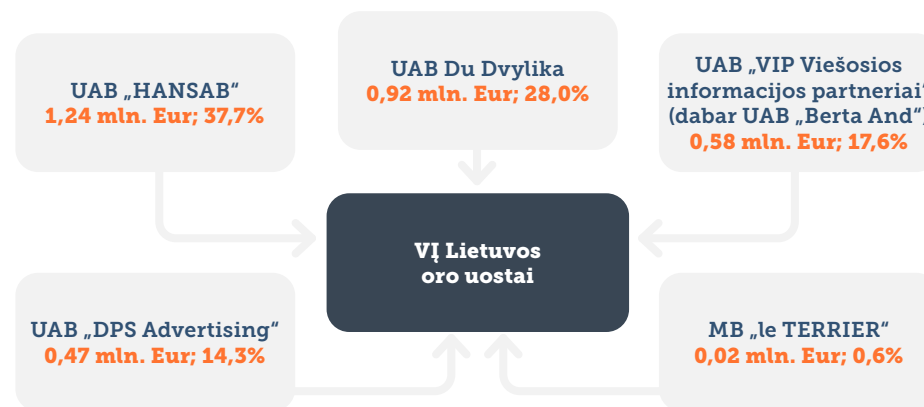 UAB „HANSAB“
1,24 mln. Eur; 37,7%
UAB Du Dvylika
0,92 mln. Eur; 28,0%
UAB „VIP Viešosios
informacijos partneriai“
(dabar UAB „Berta And“)
0,58 mln. Eur; 17,6%
VĮ Lietuvos
oro uostai
UAB „DPS Advertising“
0,47 mln. Eur; 14,3%
MB „le TERRIER“
0,02 mln. Eur; 0,6%